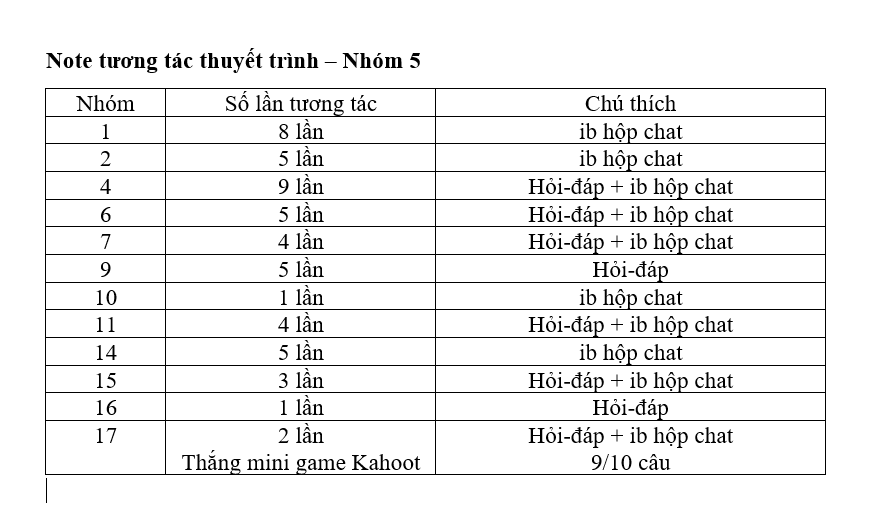 Note tương tác thuyết trình – Nhóm 5
Nhóm Số lần tương tác Chú thích
1 8 lần ib hộp chat
2 5 lần ib hộp chat
4 9 lần Hỏi-đáp + ib hộp chat
6 5 lần Hỏi-đáp + ib hộp chat
7 4 lần Hỏi-đáp + ib hộp chat
9 5 lần Hỏi-đáp
10 1 lần ib hộp chat
11 4 lần Hỏi-đáp + ib hộp chat
14 5 lần ib hộp chat
15 3 lần Hỏi-đáp + ib hộp chat
16 1 lần Hỏi-đáp
17 2 lần Hỏi-đáp + ib hộp chat
Thắng mini game Kahoot 9/10 câu